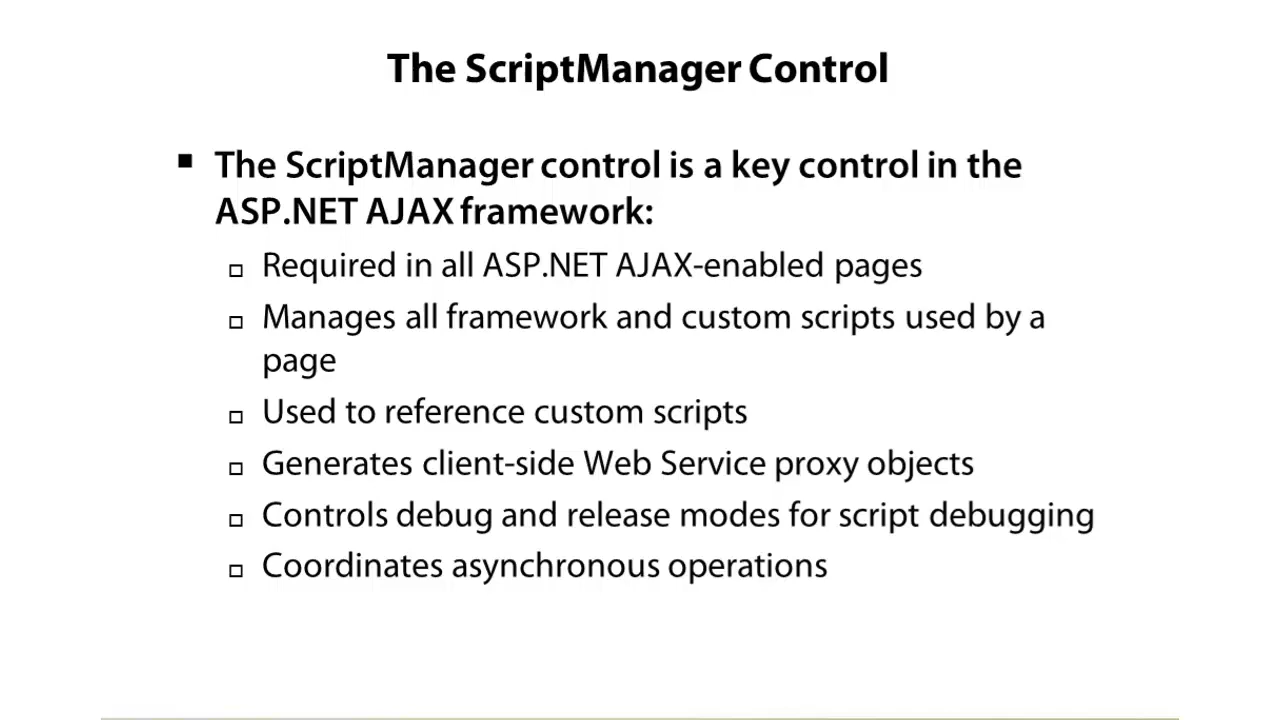 The ScriptManager Control
The ScriptManager control is a key control in the
ASP.NET AJAX framework:
Required in all ASP.NET AJAX-enabled pages
Manages all framework and custom scripts used by a
page
Used to reference custom scripts
Generates client-side Web Service proxy objects
Controls debug and release modes for script debugging
Coordinates asynchronous operations